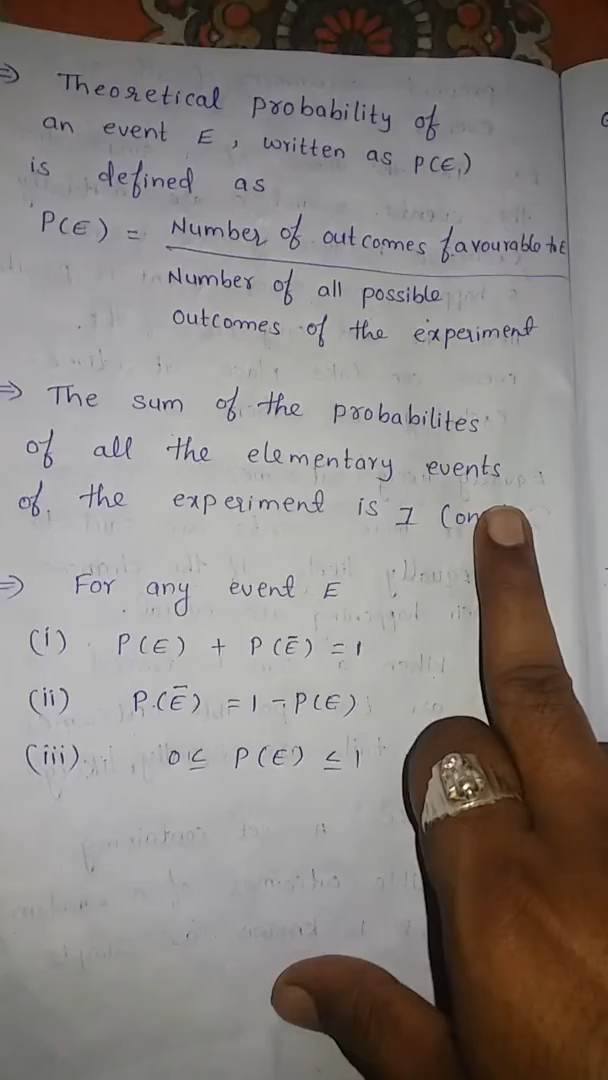 ⇒ Theoretical probability of
an event E, written as P(E)
is defined as
P(E) = Number of outcomes favourable to E
Number of all possible
outcomes of the experiment
⇒ The sum of the probabilites
of all the elementary events
of the experiment is 1 (on
⇒ For any event E
(i) P(E) + P(Ē) = 1
(ii) P(Ē) = 1 - P(E)
(iii) 0 ≤ P(E) ≤ 1